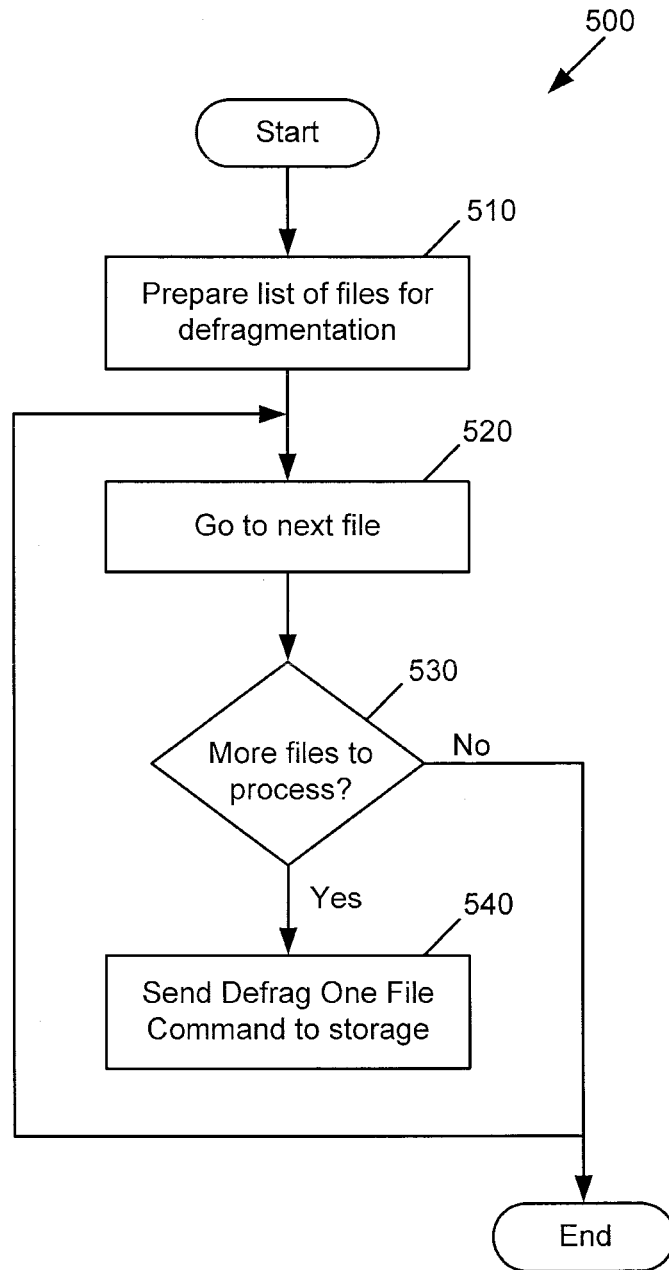 500
Start
510
Prepare list of files for
defragmentation
520
Go to next file
530
More files to
process?
No
Yes
540
Send Defrag One File
Command to storage
End